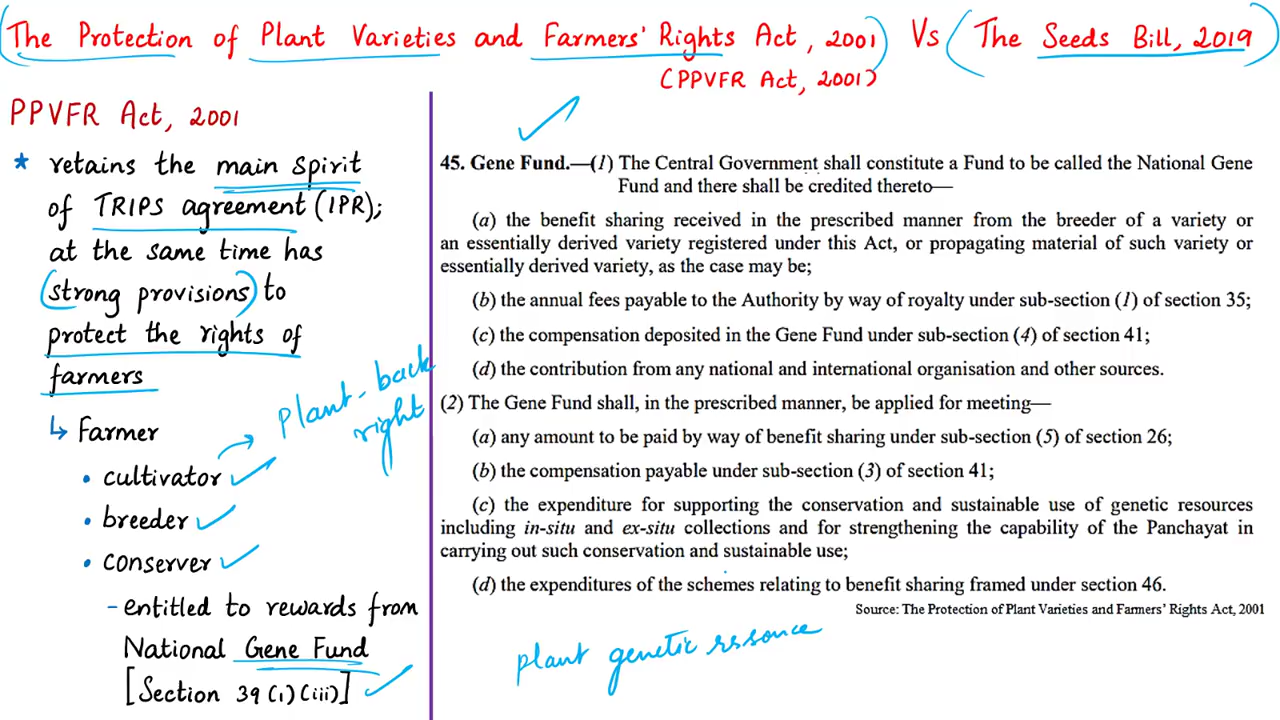 (The Protection of Plant Varieties and Farmers' Rights Act, 2001) Vs (The Seeds Bill, 2019)
(PPVFR Act, 2001)
PPVFR Act, 2001
* retains the main spirit
of TRIPS agreement (IPR);
at the same time has
(strong provisions) to
protect the rights of
farmers
↳ Farmer
• cultivator
• breeder
• conserver
- entitled to rewards from
National Gene Fund
[Section 39(1)(iii)]
plant-back
right
45. Gene Fund.—(1) The Central Government shall constitute a Fund to be called the National Gene
Fund and there shall be credited thereto—
(a) the benefit sharing received in the prescribed manner from the breeder of a variety or
an essentially derived variety registered under this Act, or propagating material of such variety or
essentially derived variety, as the case may be;
(b) the annual fees payable to the Authority by way of royalty under sub-section (1) of section 35;
(c) the compensation deposited in the Gene Fund under sub-section (4) of section 41;
(d) the contribution from any national and international organisation and other sources.
(2) The Gene Fund shall, in the prescribed manner, be applied for meeting—
(a) any amount to be paid by way of benefit sharing under sub-section (5) of section 26;
(b) the compensation payable under sub-section (3) of section 41;
(c) the expenditure for supporting the conservation and sustainable use of genetic resources
including in-situ and ex-situ collections and for strengthening the capability of the Panchayat in
carrying out such conservation and sustainable use;
(d) the expenditures of the schemes relating to benefit sharing framed under section 46.
Source: The Protection of Plant Varieties and Farmers' Rights Act, 2001
plant genetic